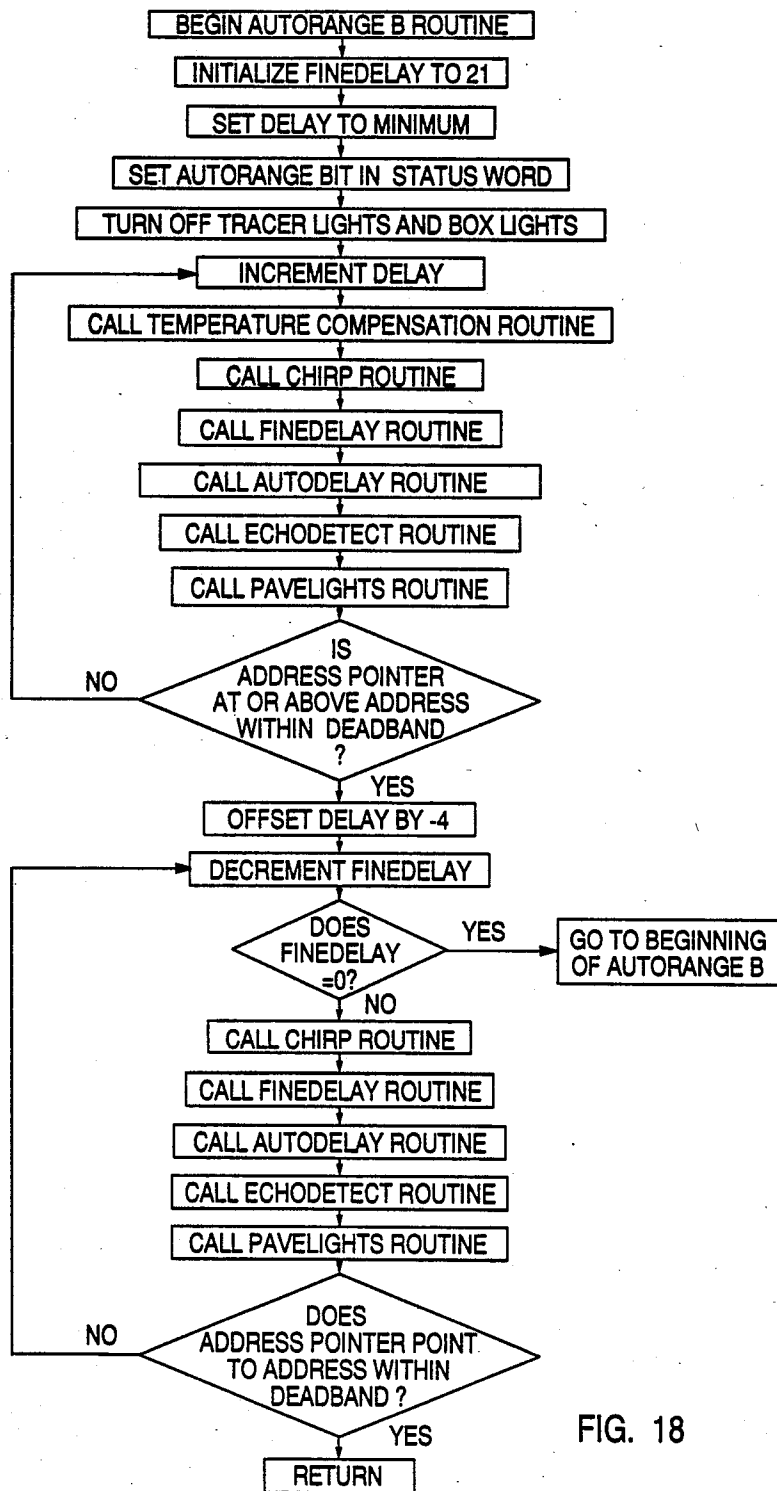 BEGIN AUTORANGE B ROUTINE
INITIALIZE FINEDELAY TO 21
SET DELAY TO MINIMUM
SET AUTORANGE BIT IN STATUS WORD
TURN OFF TRACER LIGHTS AND BOX LIGHTS
INCREMENT DELAY
CALL TEMPERATURE COMPENSATION ROUTINE
CALL CHIRP ROUTINE
CALL FINEDELAY ROUTINE
CALL AUTODELAY ROUTINE
CALL ECHODETECT ROUTINE
CALL PAVELIGHTS ROUTINE
IS
ADDRESS POINTER
AT OR ABOVE ADDRESS
WITHIN DEADBAND
?
NO
YES
OFFSET DELAY BY -4
DECREMENT FINEDELAY
DOES
FINEDELAY
=0?
YES
GO TO BEGINNING
OF AUTORANGE B
NO
CALL CHIRP ROUTINE
CALL FINEDELAY ROUTINE
CALL AUTODELAY ROUTINE
CALL ECHODETECT ROUTINE
CALL PAVELIGHTS ROUTINE
DOES
ADDRESS POINTER POINT
TO ADDRESS WITHIN
DEADBAND ?
NO
YES
RETURN
FIG. 18